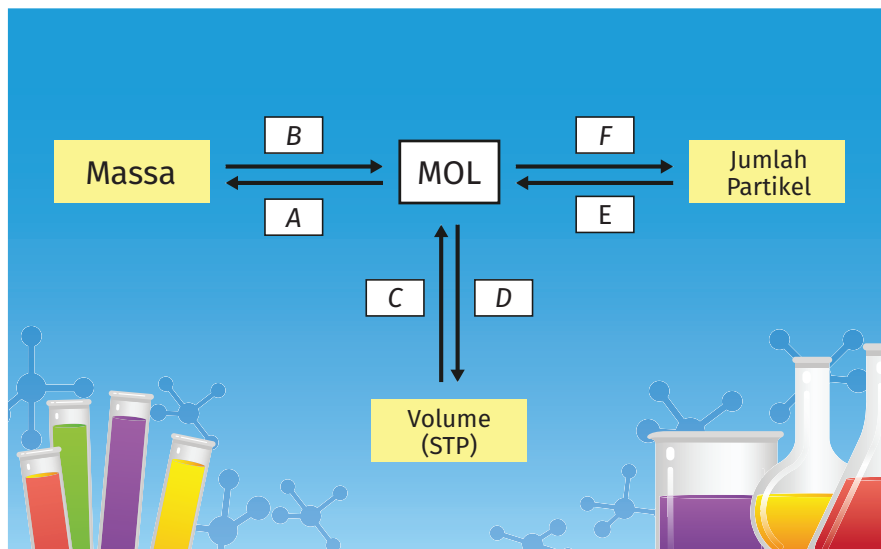 B
F
Massa
MOL
Jumlah
Partikel
A
E
C
D
Volume
(STP)